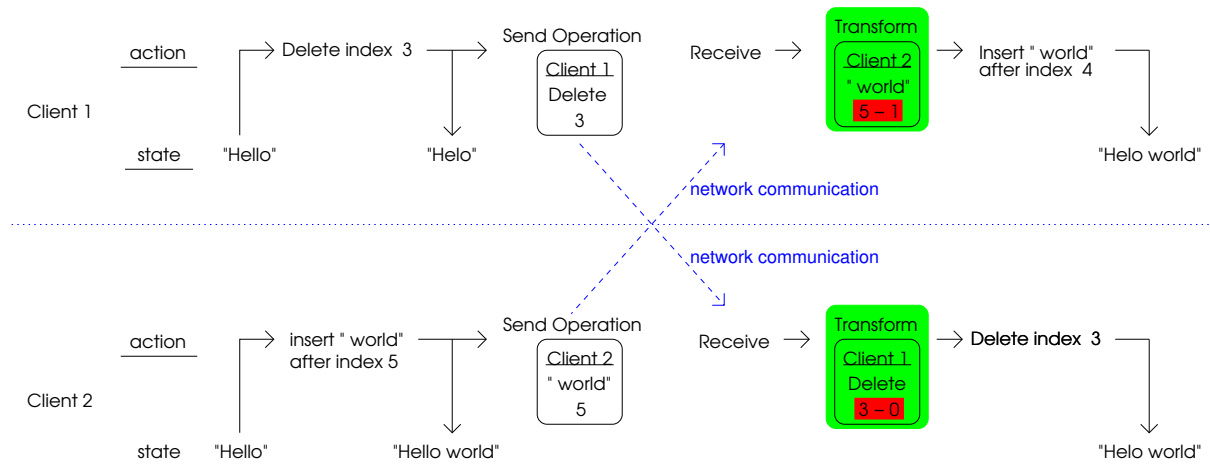 action
Delete index 3
Send Operation
Client 1
Delete
3
Receive
Transform
Client 2
" world"
5 – 1
Insert " world"
after index 4
Client 1
state
"Hello"
"Helo"
"Helo world"
network communication
network communication
action
insert " world"
after index 5
Send Operation
Client 2
" world"
5
Receive
Transform
Client 1
Delete
3 – 0
Delete index 3
Client 2
state
"Hello"
"Hello world"
"Helo world"